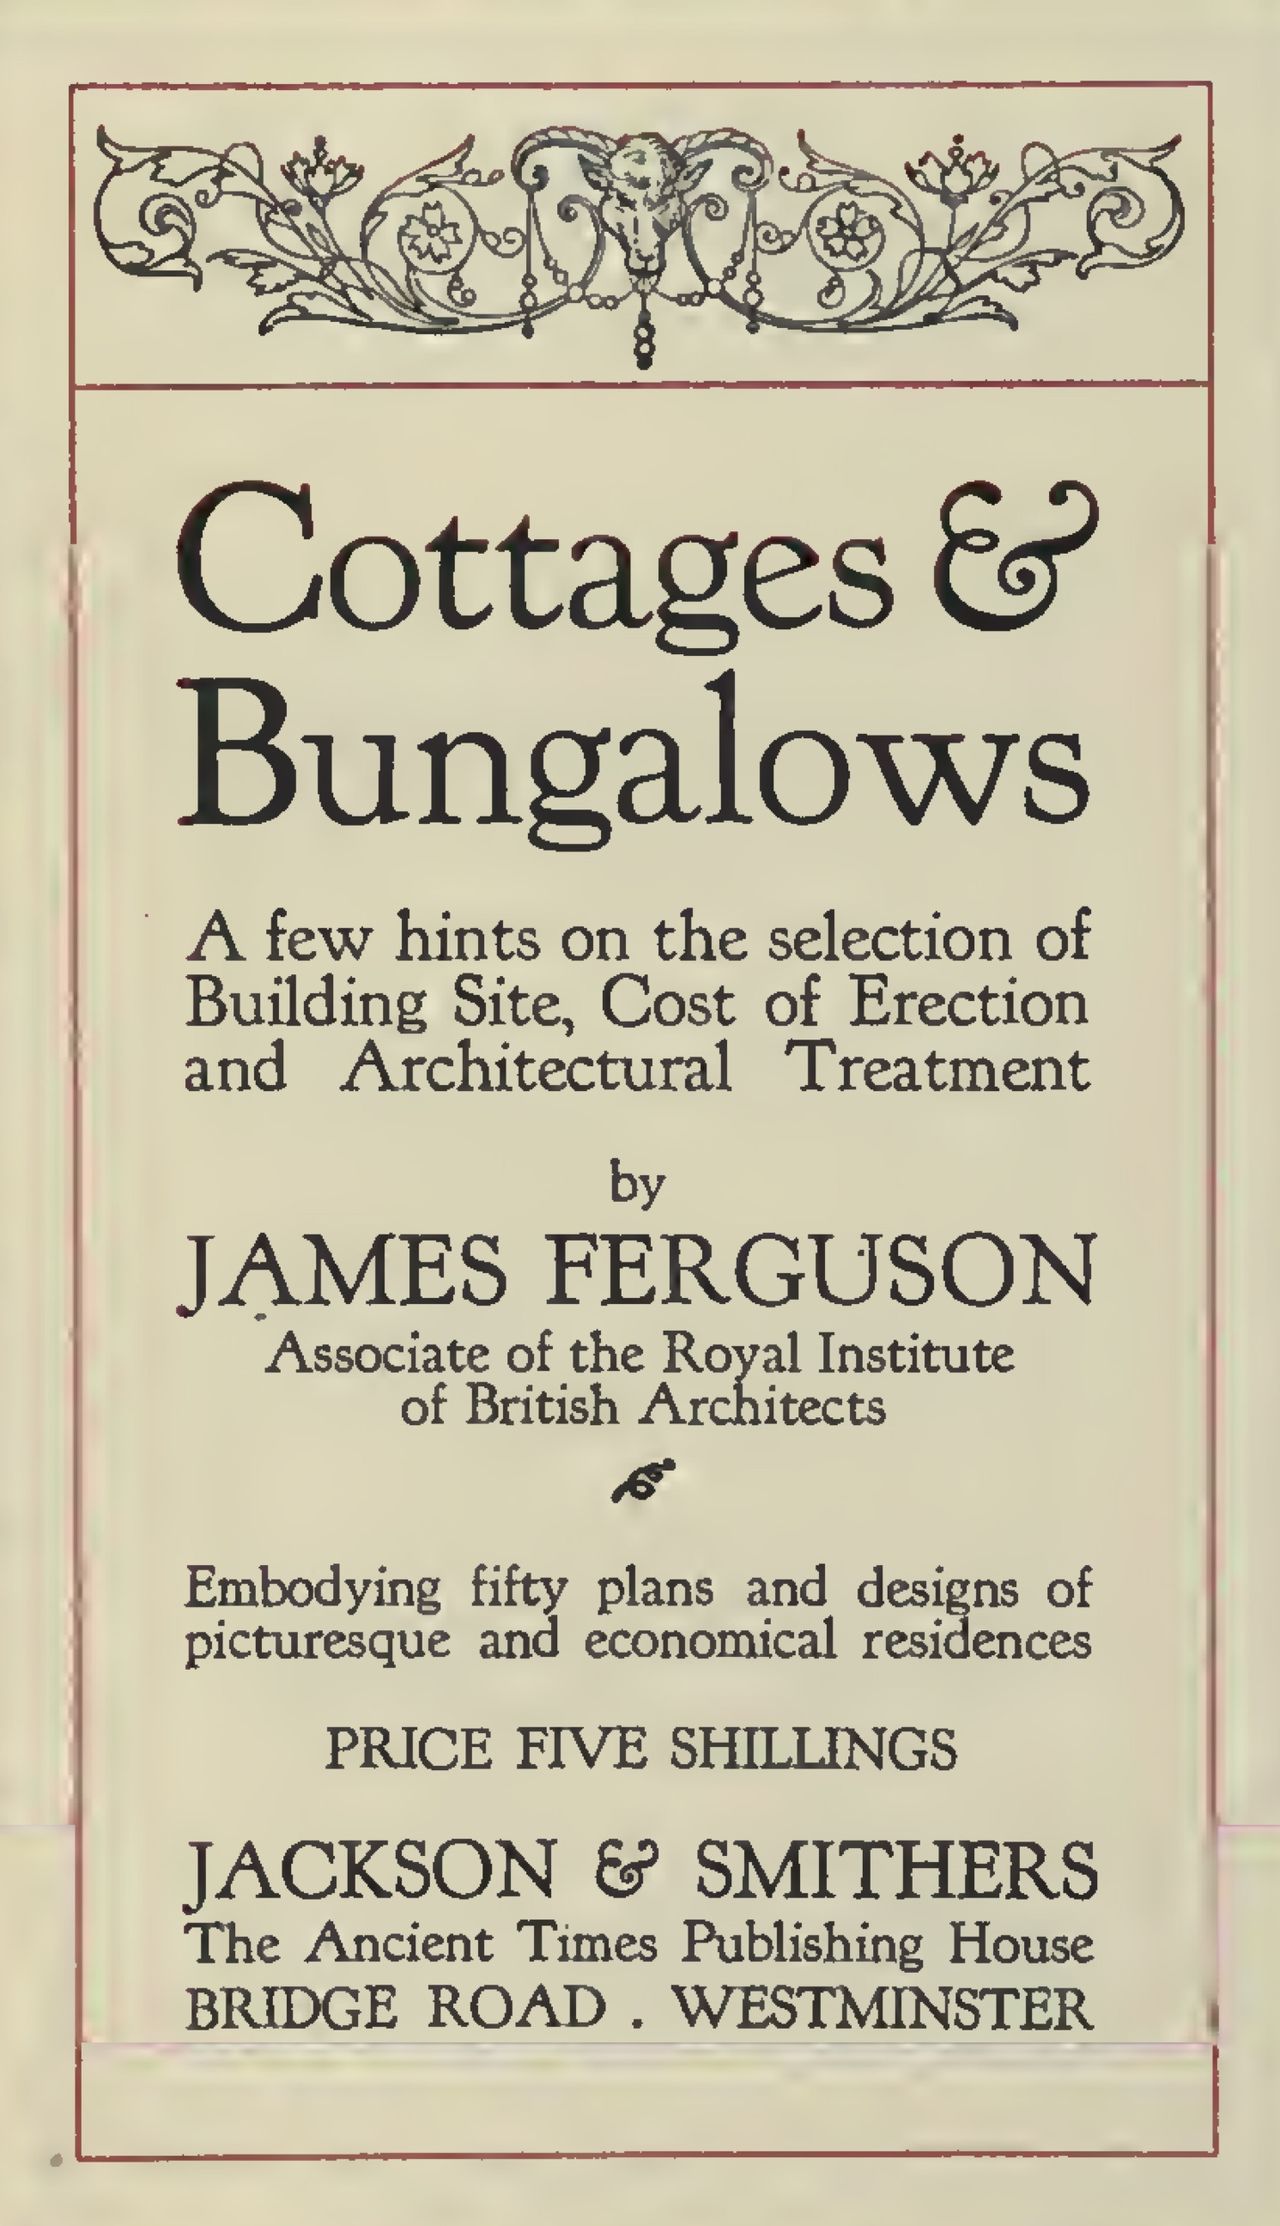 Cottages &
Bungalows
A few hints on the selection of
Building Site, Cost of Erection
and Architectural Treatment
by
JAMES FERGUSON
Associate of the Royal Institute
of British Architects
Embodying fifty plans and designs of
picturesque and economical residences
PRICE FIVE SHILLINGS
JACKSON & SMITHERS
The Ancient Times Publishing House
BRIDGE ROAD . WESTMINSTER